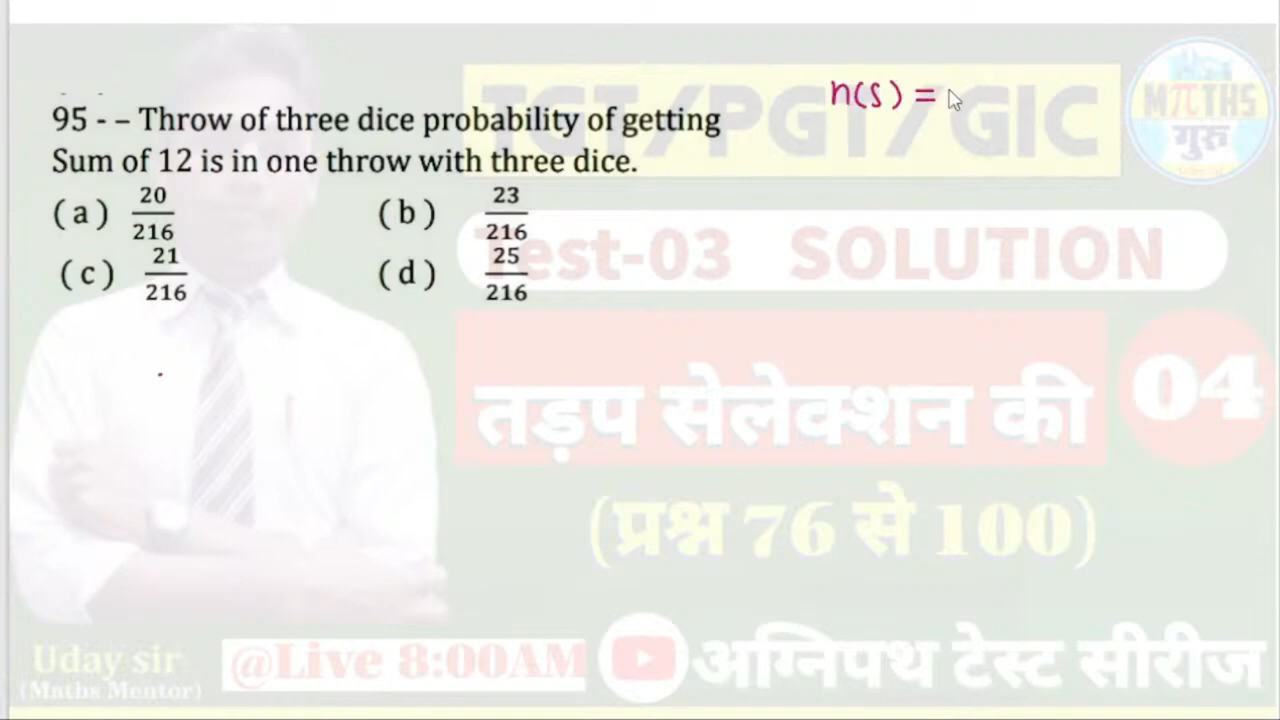 TGT/PGT/GIC
n(s) =
MπTHS
गुरु
95 - – Throw of three dice probability of getting
Sum of 12 is in one throw with three dice.
(a) 20/216 (b) 23/216
(c) 21/216 (d) 25/216
Test-03 SOLUTION
तड़प सेलेक्शन की
04
(प्रश्न 76 से 100)
Uday sir
(Maths Mentor)
@Live 8:00AM
अग्निपथ टेस्ट सीरीज